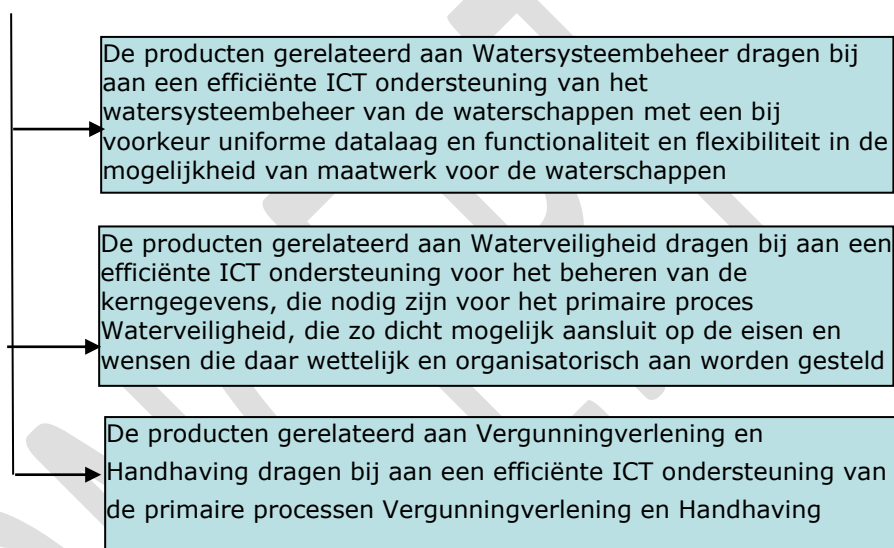 De producten gerelateerd aan Watersysteembeheer dragen bij
aan een efficiënte ICT ondersteuning van het
watersysteembeheer van de waterschappen met een bij
voorkeur uniforme datalaag en functionaliteit en flexibiliteit in de
mogelijkheid van maatwerk voor de waterschappen
De producten gerelateerd aan Waterveiligheid dragen bij aan een
efficiënte ICT ondersteuning voor het beheren van de
kerngegevens, die nodig zijn voor het primaire proces
Waterveiligheid, die zo dicht mogelijk aansluit op de eisen en
wensen die daar wettelijk en organisatorisch aan worden gesteld
De producten gerelateerd aan Vergunningverlening en
Handhaving dragen bij aan een efficiënte ICT ondersteuning van
de primaire processen Vergunningverlening en Handhaving